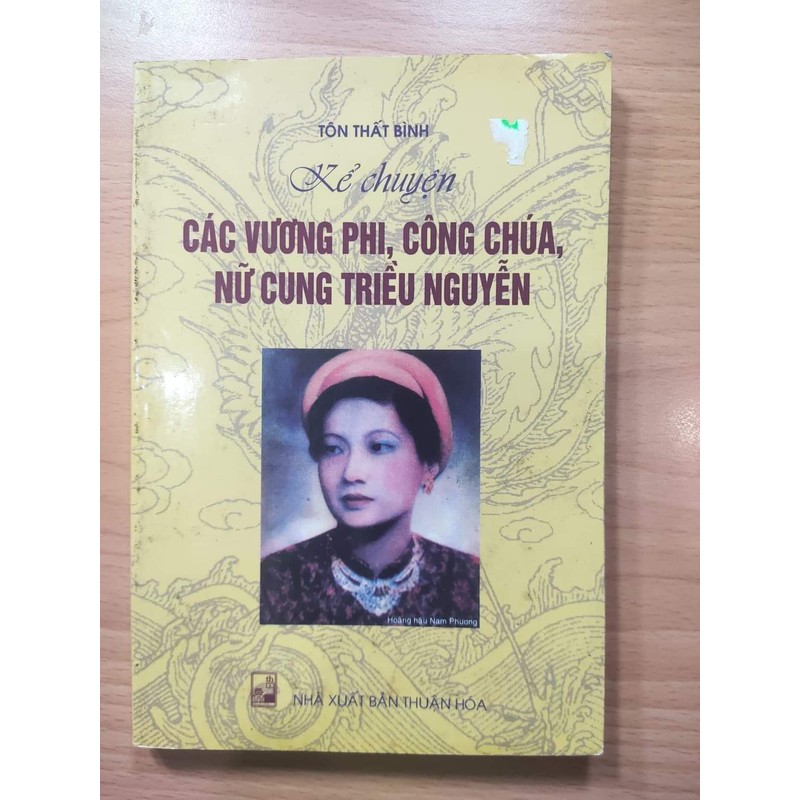 TÔN THẤT BÌNH
Kể chuyện
CÁC VƯƠNG PHI, CÔNG CHÚA,
NỮ CUNG TRIỀU NGUYỄN
Hoàng hậu Nam Phương
NHÀ XUẤT BẢN THUẬN HÓA